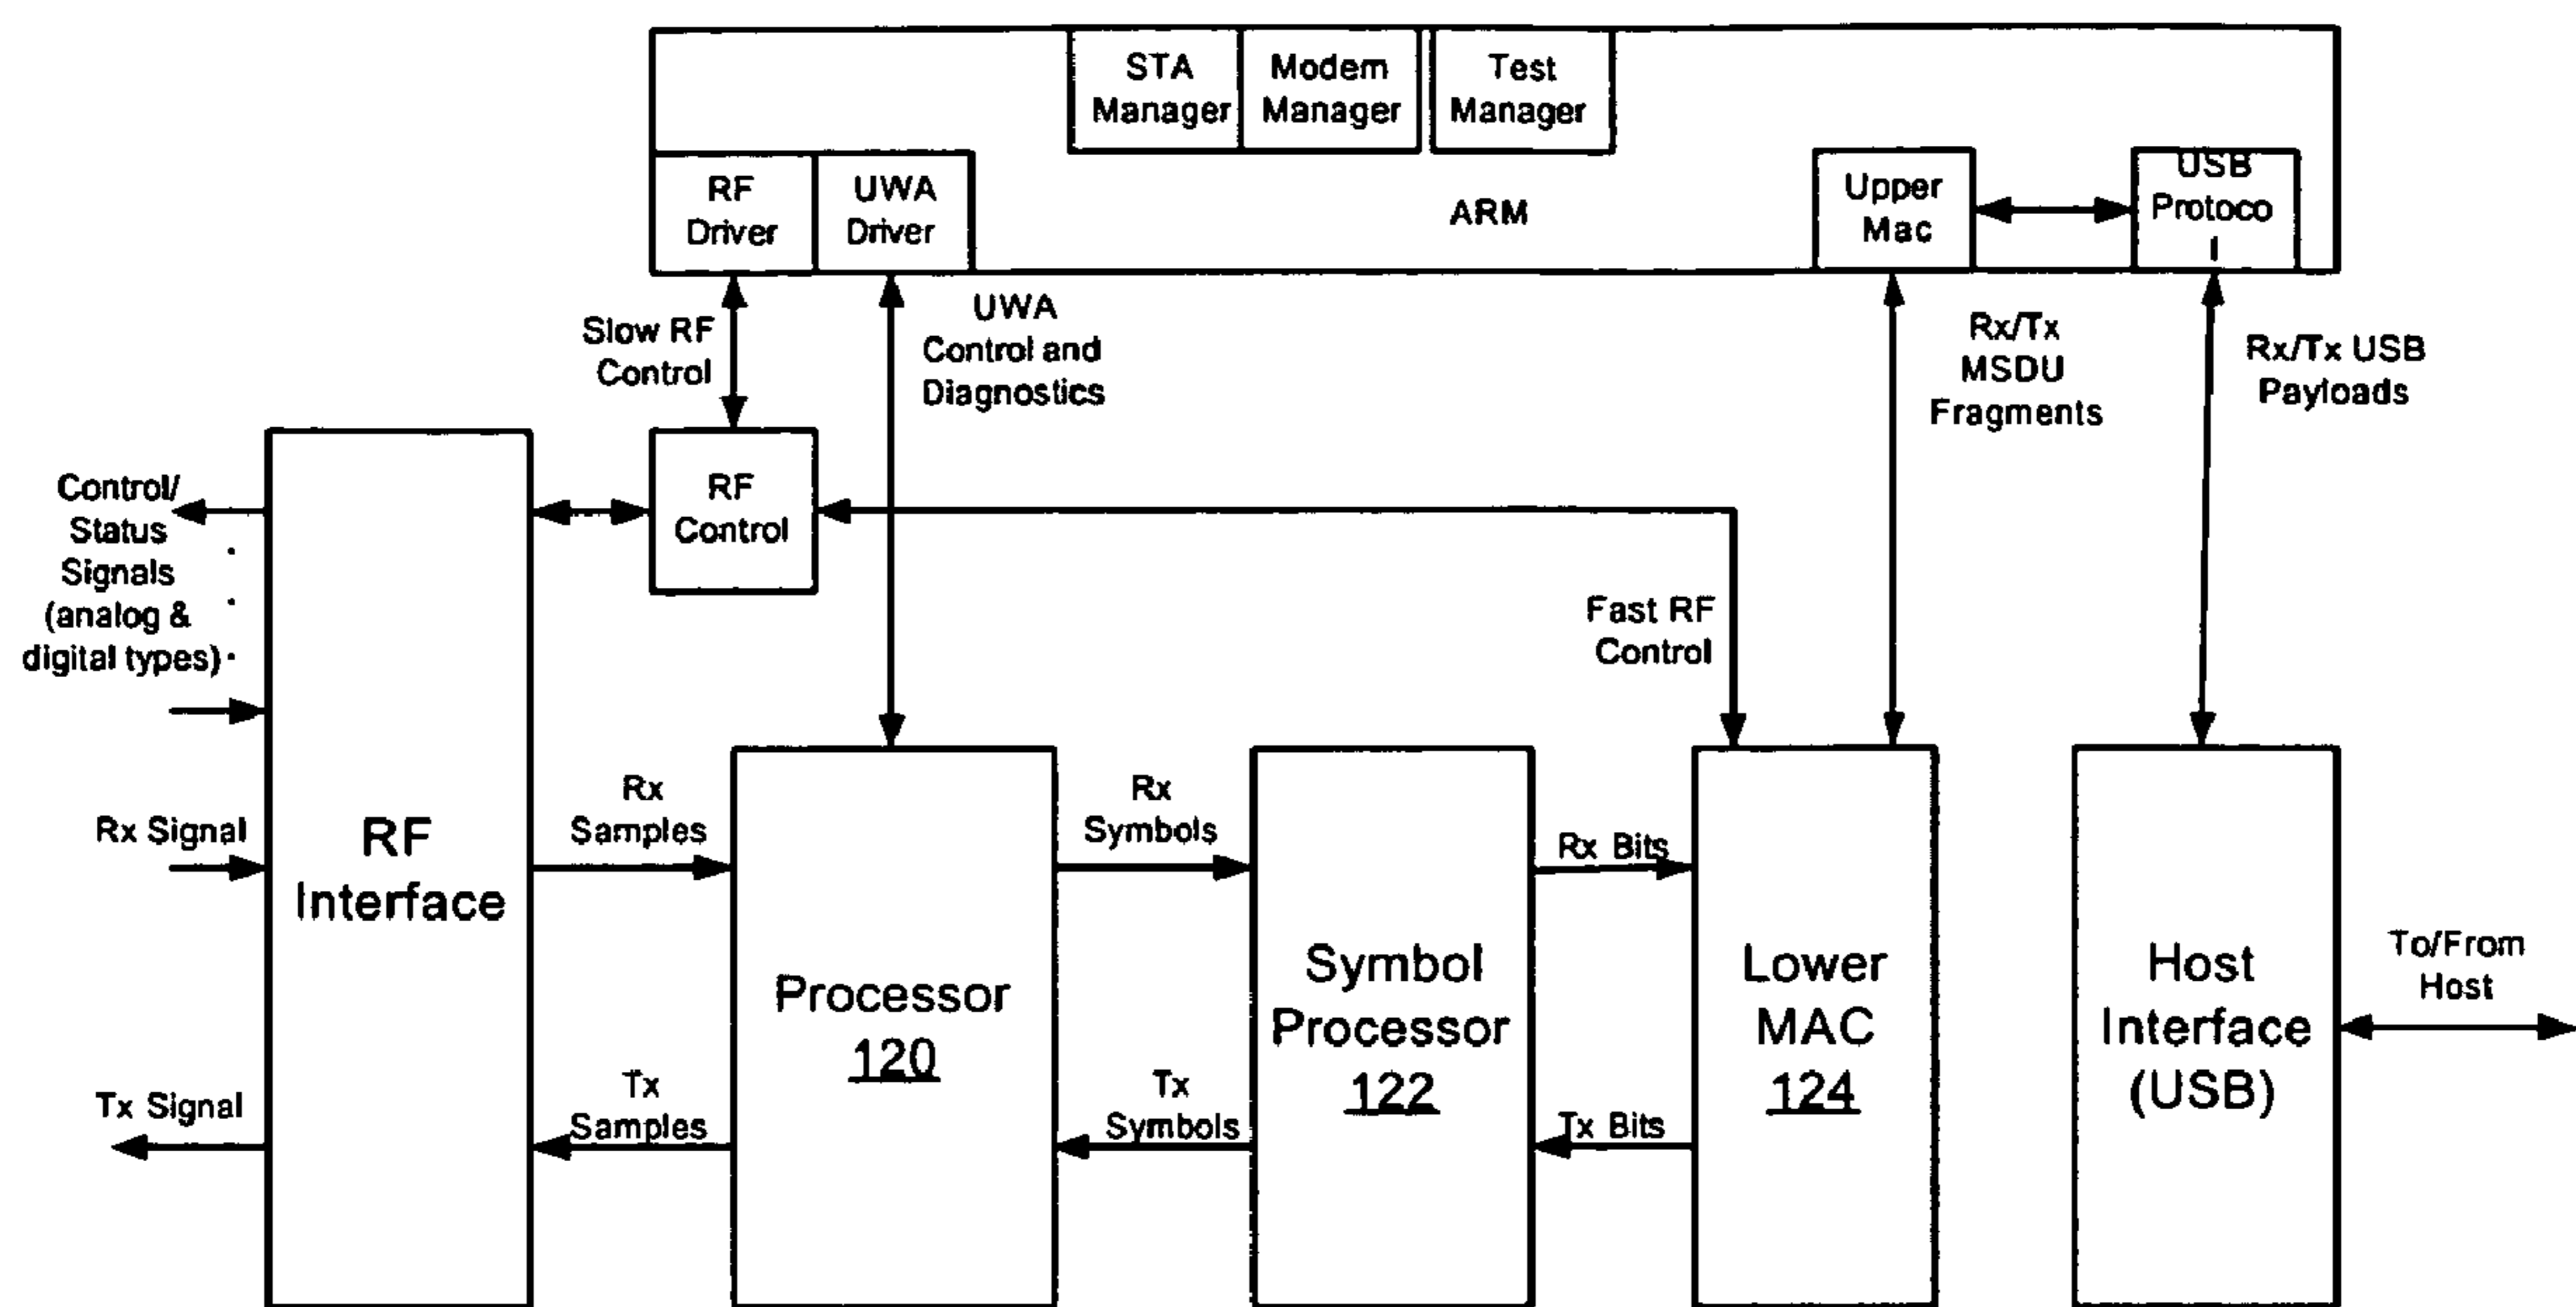 STA
Manager
Modem
Manager
Test
Manager
RF
Driver
UWA
Driver
ARM
Upper
Mac
USB
Protoco
l
Slow RF
Control
UWA
Control and
Diagnostics
Rx/Tx
MSDU
Fragments
Rx/Tx USB
Payloads
Control/
Status
Signals
(analog &
digital types)
RF
Control
Fast RF
Control
Rx Signal
RF
Interface
Rx
Samples
Rx
Symbols
Rx Bits
Processor
120
Symbol
Processor
122
Lower
MAC
124
Host
Interface
(USB)
To/From
Host
Tx Signal
Tx
Samples
Tx
Symbols
Tx Bits